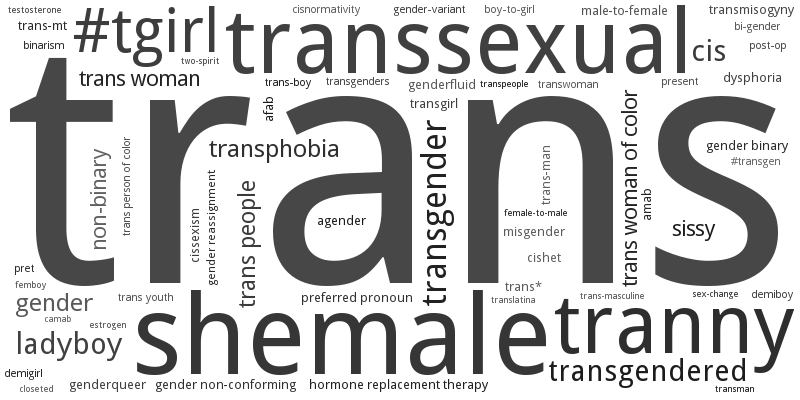 testosterone
cisnormativity
gender-variant
boy-to-girl
male-to-female
transmisogyny
trans-mt
#tgirl
transsexual
bi-gender
binarism
cis
post-op
two-spirit
trans woman
trans-boy
transgenders
genderfluid
transpeople
transwoman
present
dysphoria
afab
transgirl
trans
transphobia
transgender
trans woman of color
gender binary
#transgen
non-binary
trans person of color
trans-man
amab
cissexism
gender reassignment
trans people
agender
female-to-male
misgender
sissy
cishet
pret
femboy
trans*
gender
trans youth
preferred pronoun
translatina
trans-masculine
sex-change
demiboy
camab
estrogen
shemale
tranny
ladyboy
transgendered
demigirl
closeted
genderqueer
gender non-conforming
hormone replacement therapy
transman